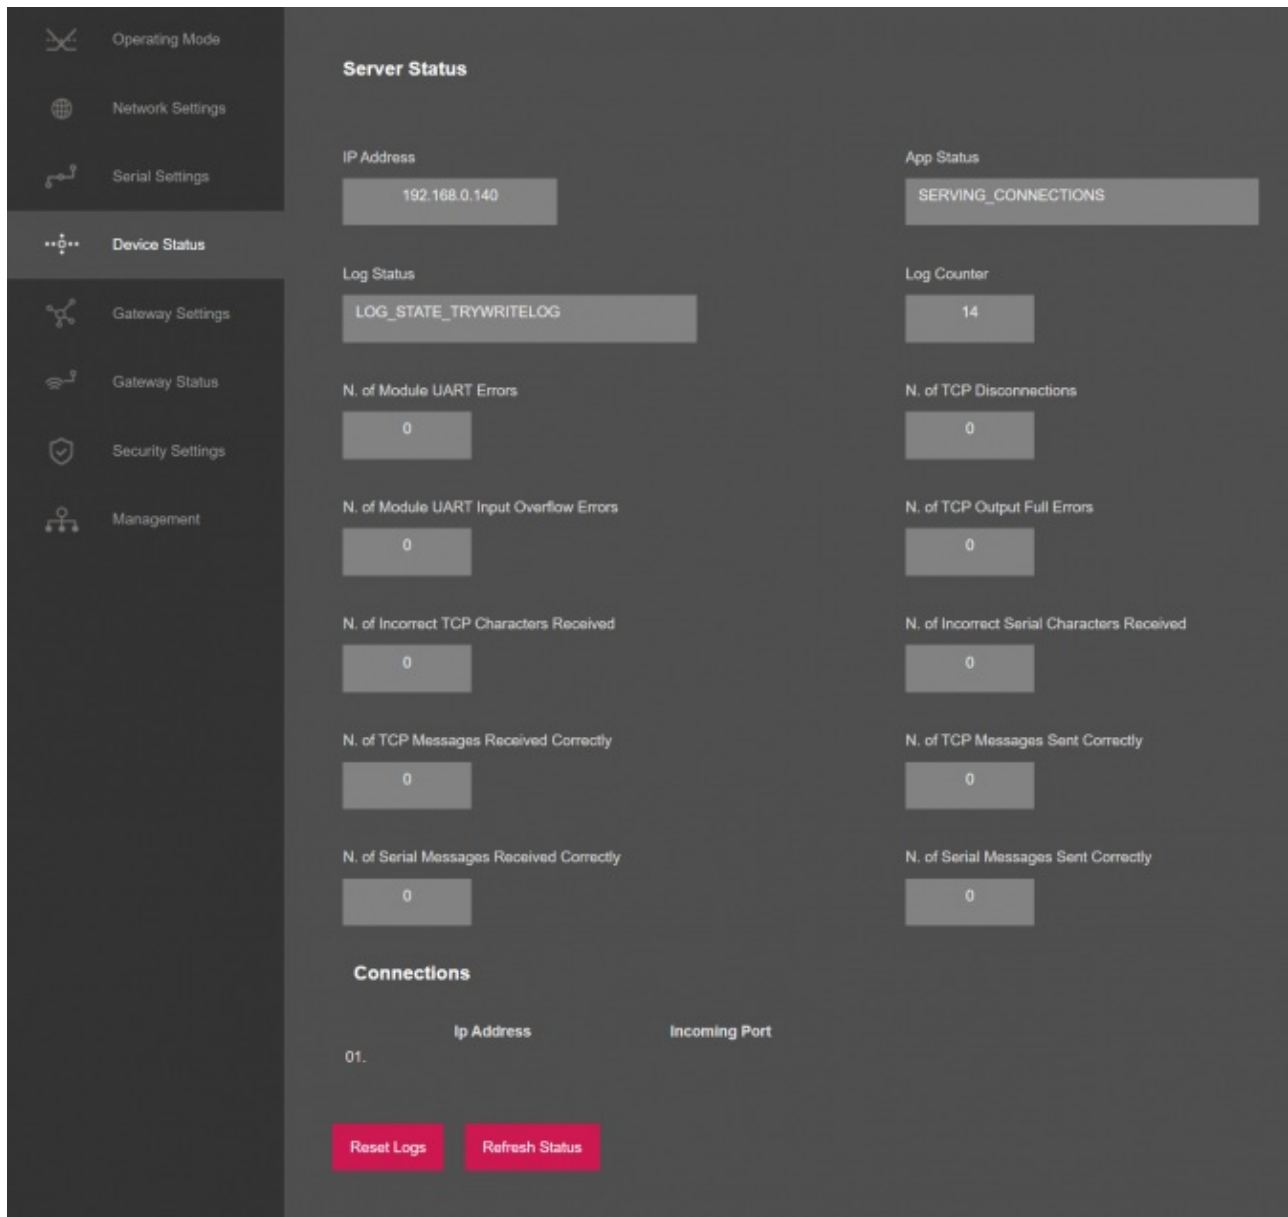 Operating Mode
Network Settings
Serial Settings
Device Status
Gateway Settings
Gateway Status
Security Settings
Management
Server Status
IP Address
192.168.0.140
App Status
SERVING_CONNECTIONS
Log Status
LOG_STATE_TRYWRITELOG
Log Counter
14
N. of Module UART Errors
0
N. of TCP Disconnections
0
N. of Module UART Input Overflow Errors
0
N. of TCP Output Full Errors
0
N. of Incorrect TCP Characters Received
0
N. of Incorrect Serial Characters Received
0
N. of TCP Messages Received Correctly
0
N. of TCP Messages Sent Correctly
0
N. of Serial Messages Received Correctly
0
N. of Serial Messages Sent Correctly
0
Connections
Ip Address Incoming Port
01.
Reset Logs Refresh Status